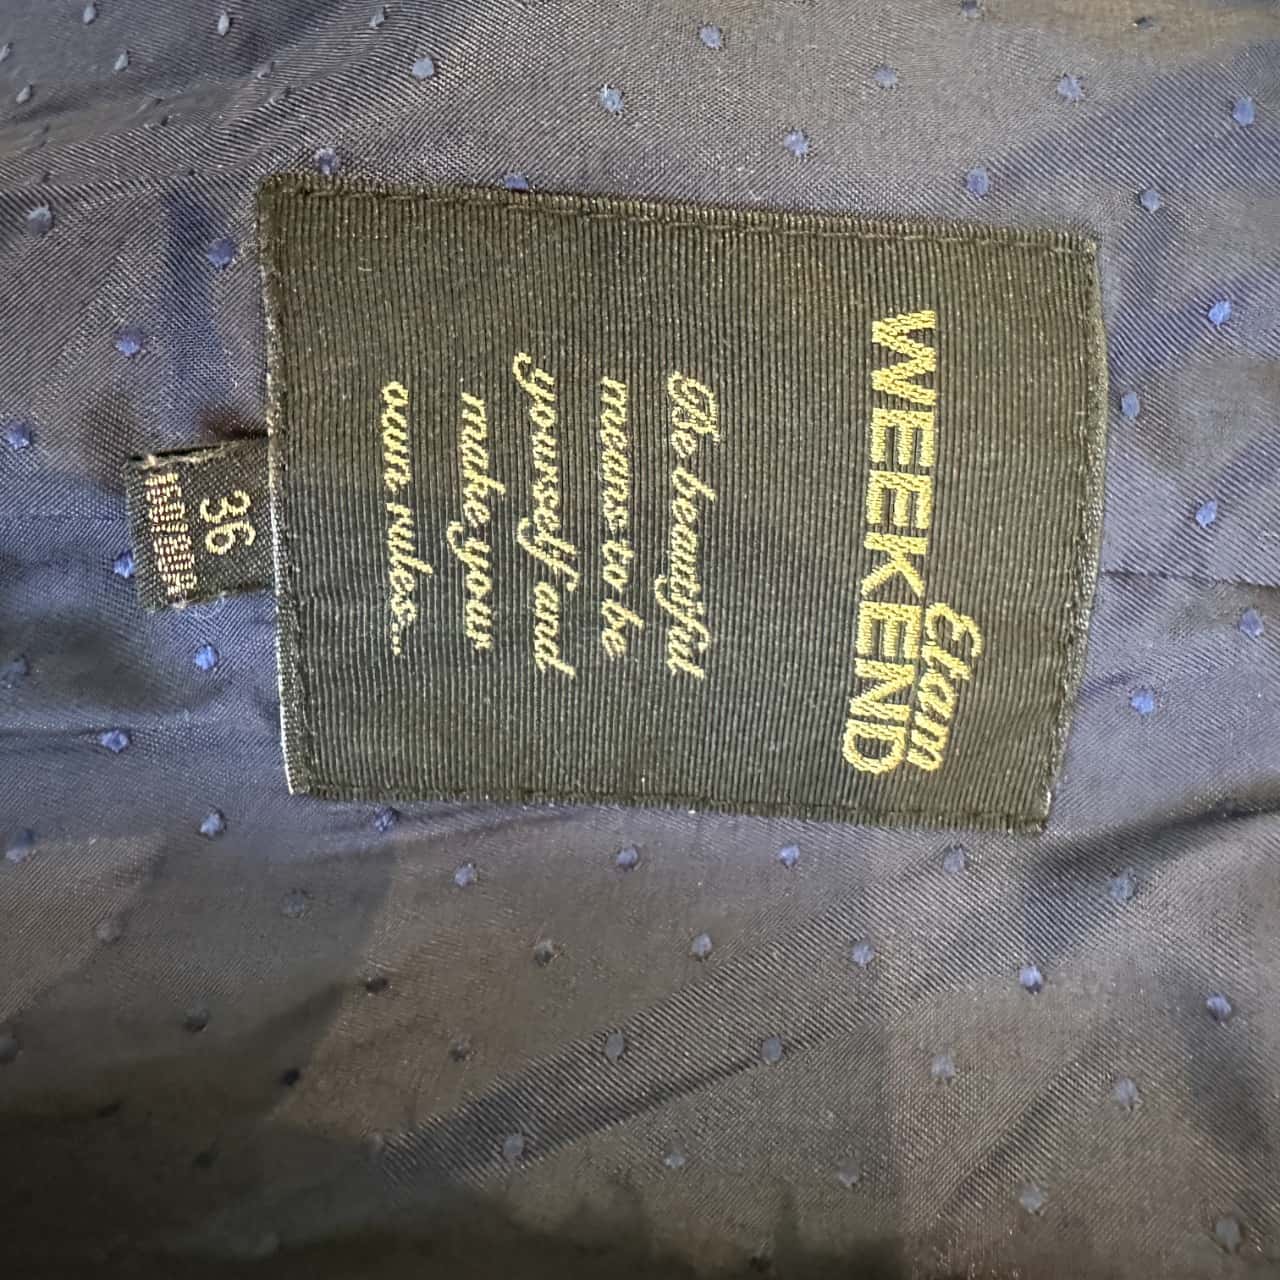 Etam
WEEKEND
Be beautiful
means to be
yourself and
make your
own rules...
36